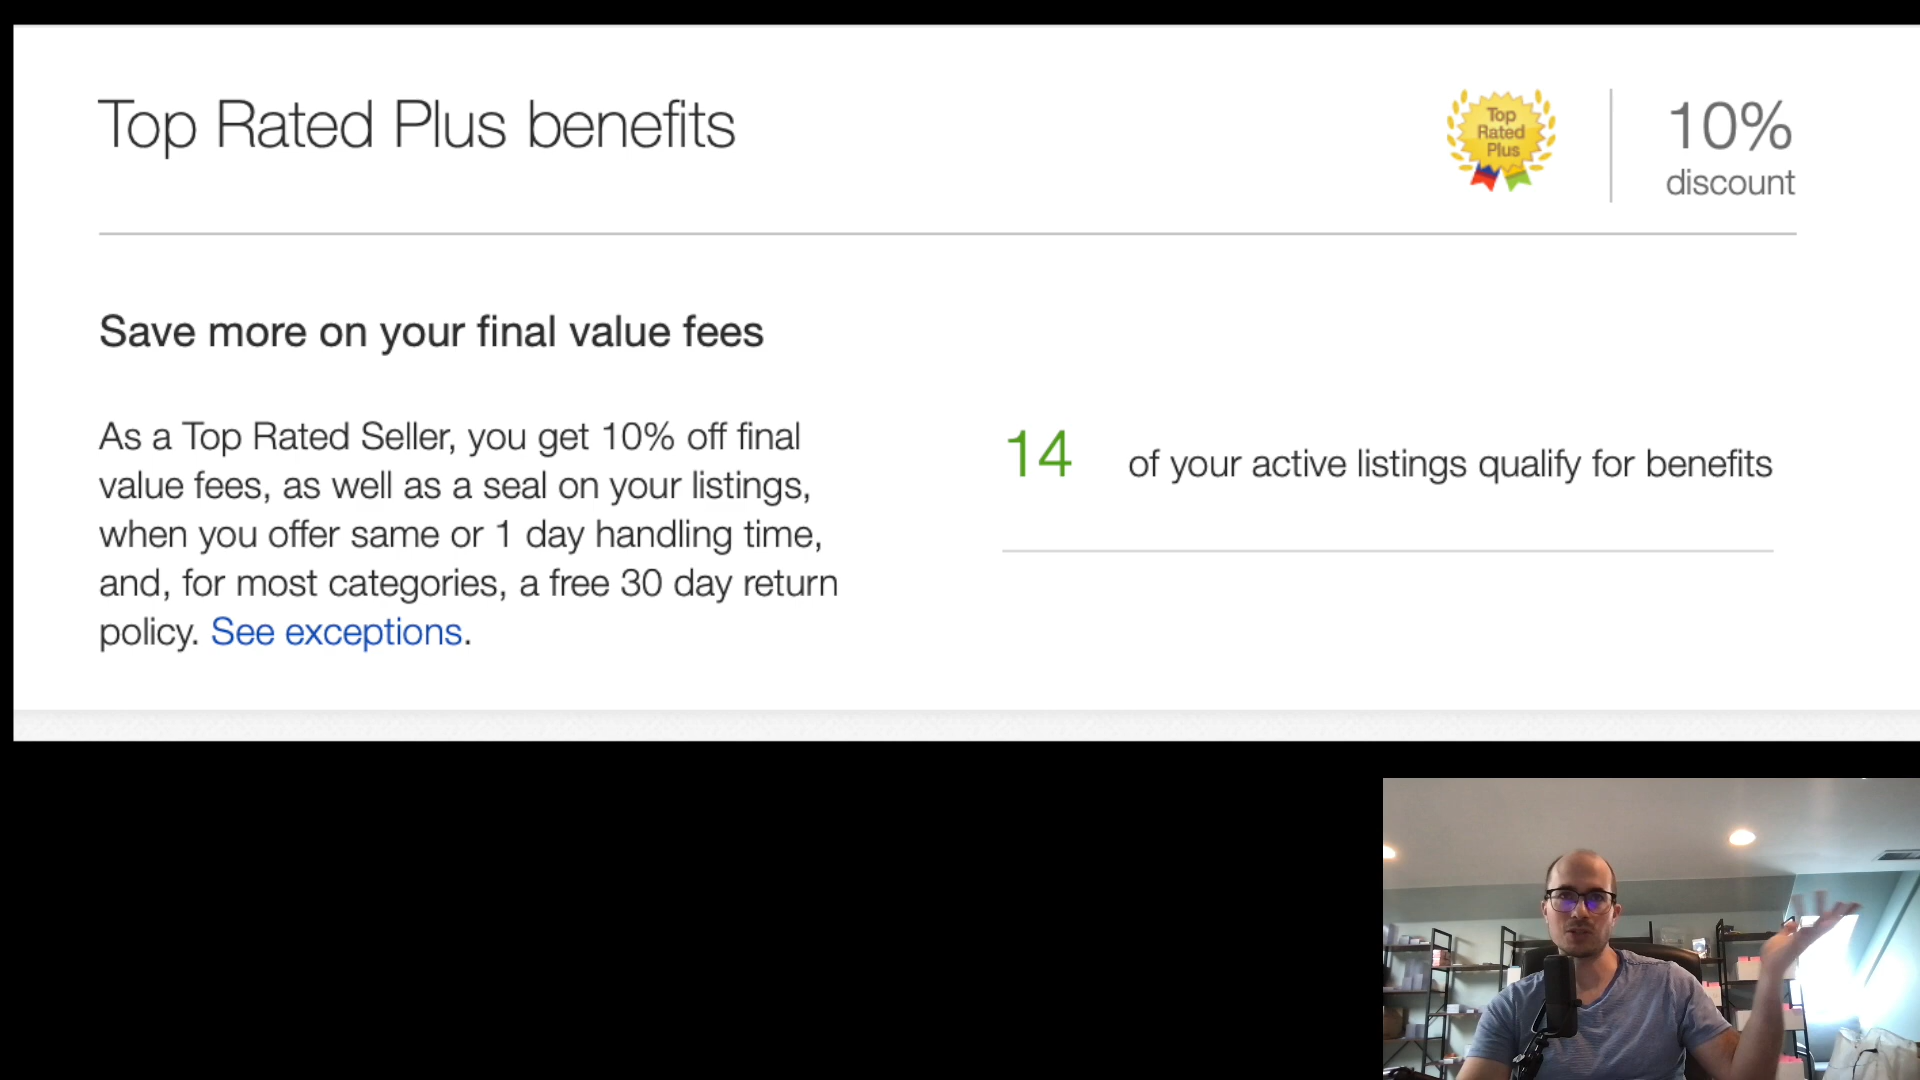 Top Rated Plus benefits
Top
Rated
Plus
10%
discount
Save more on your final value fees
As a Top Rated Seller, you get 10% off final
value fees, as well as a seal on your listings,
when you offer same or 1 day handling time,
and, for most categories, a free 30 day return
policy. See exceptions.
14 of your active listings qualify for benefits